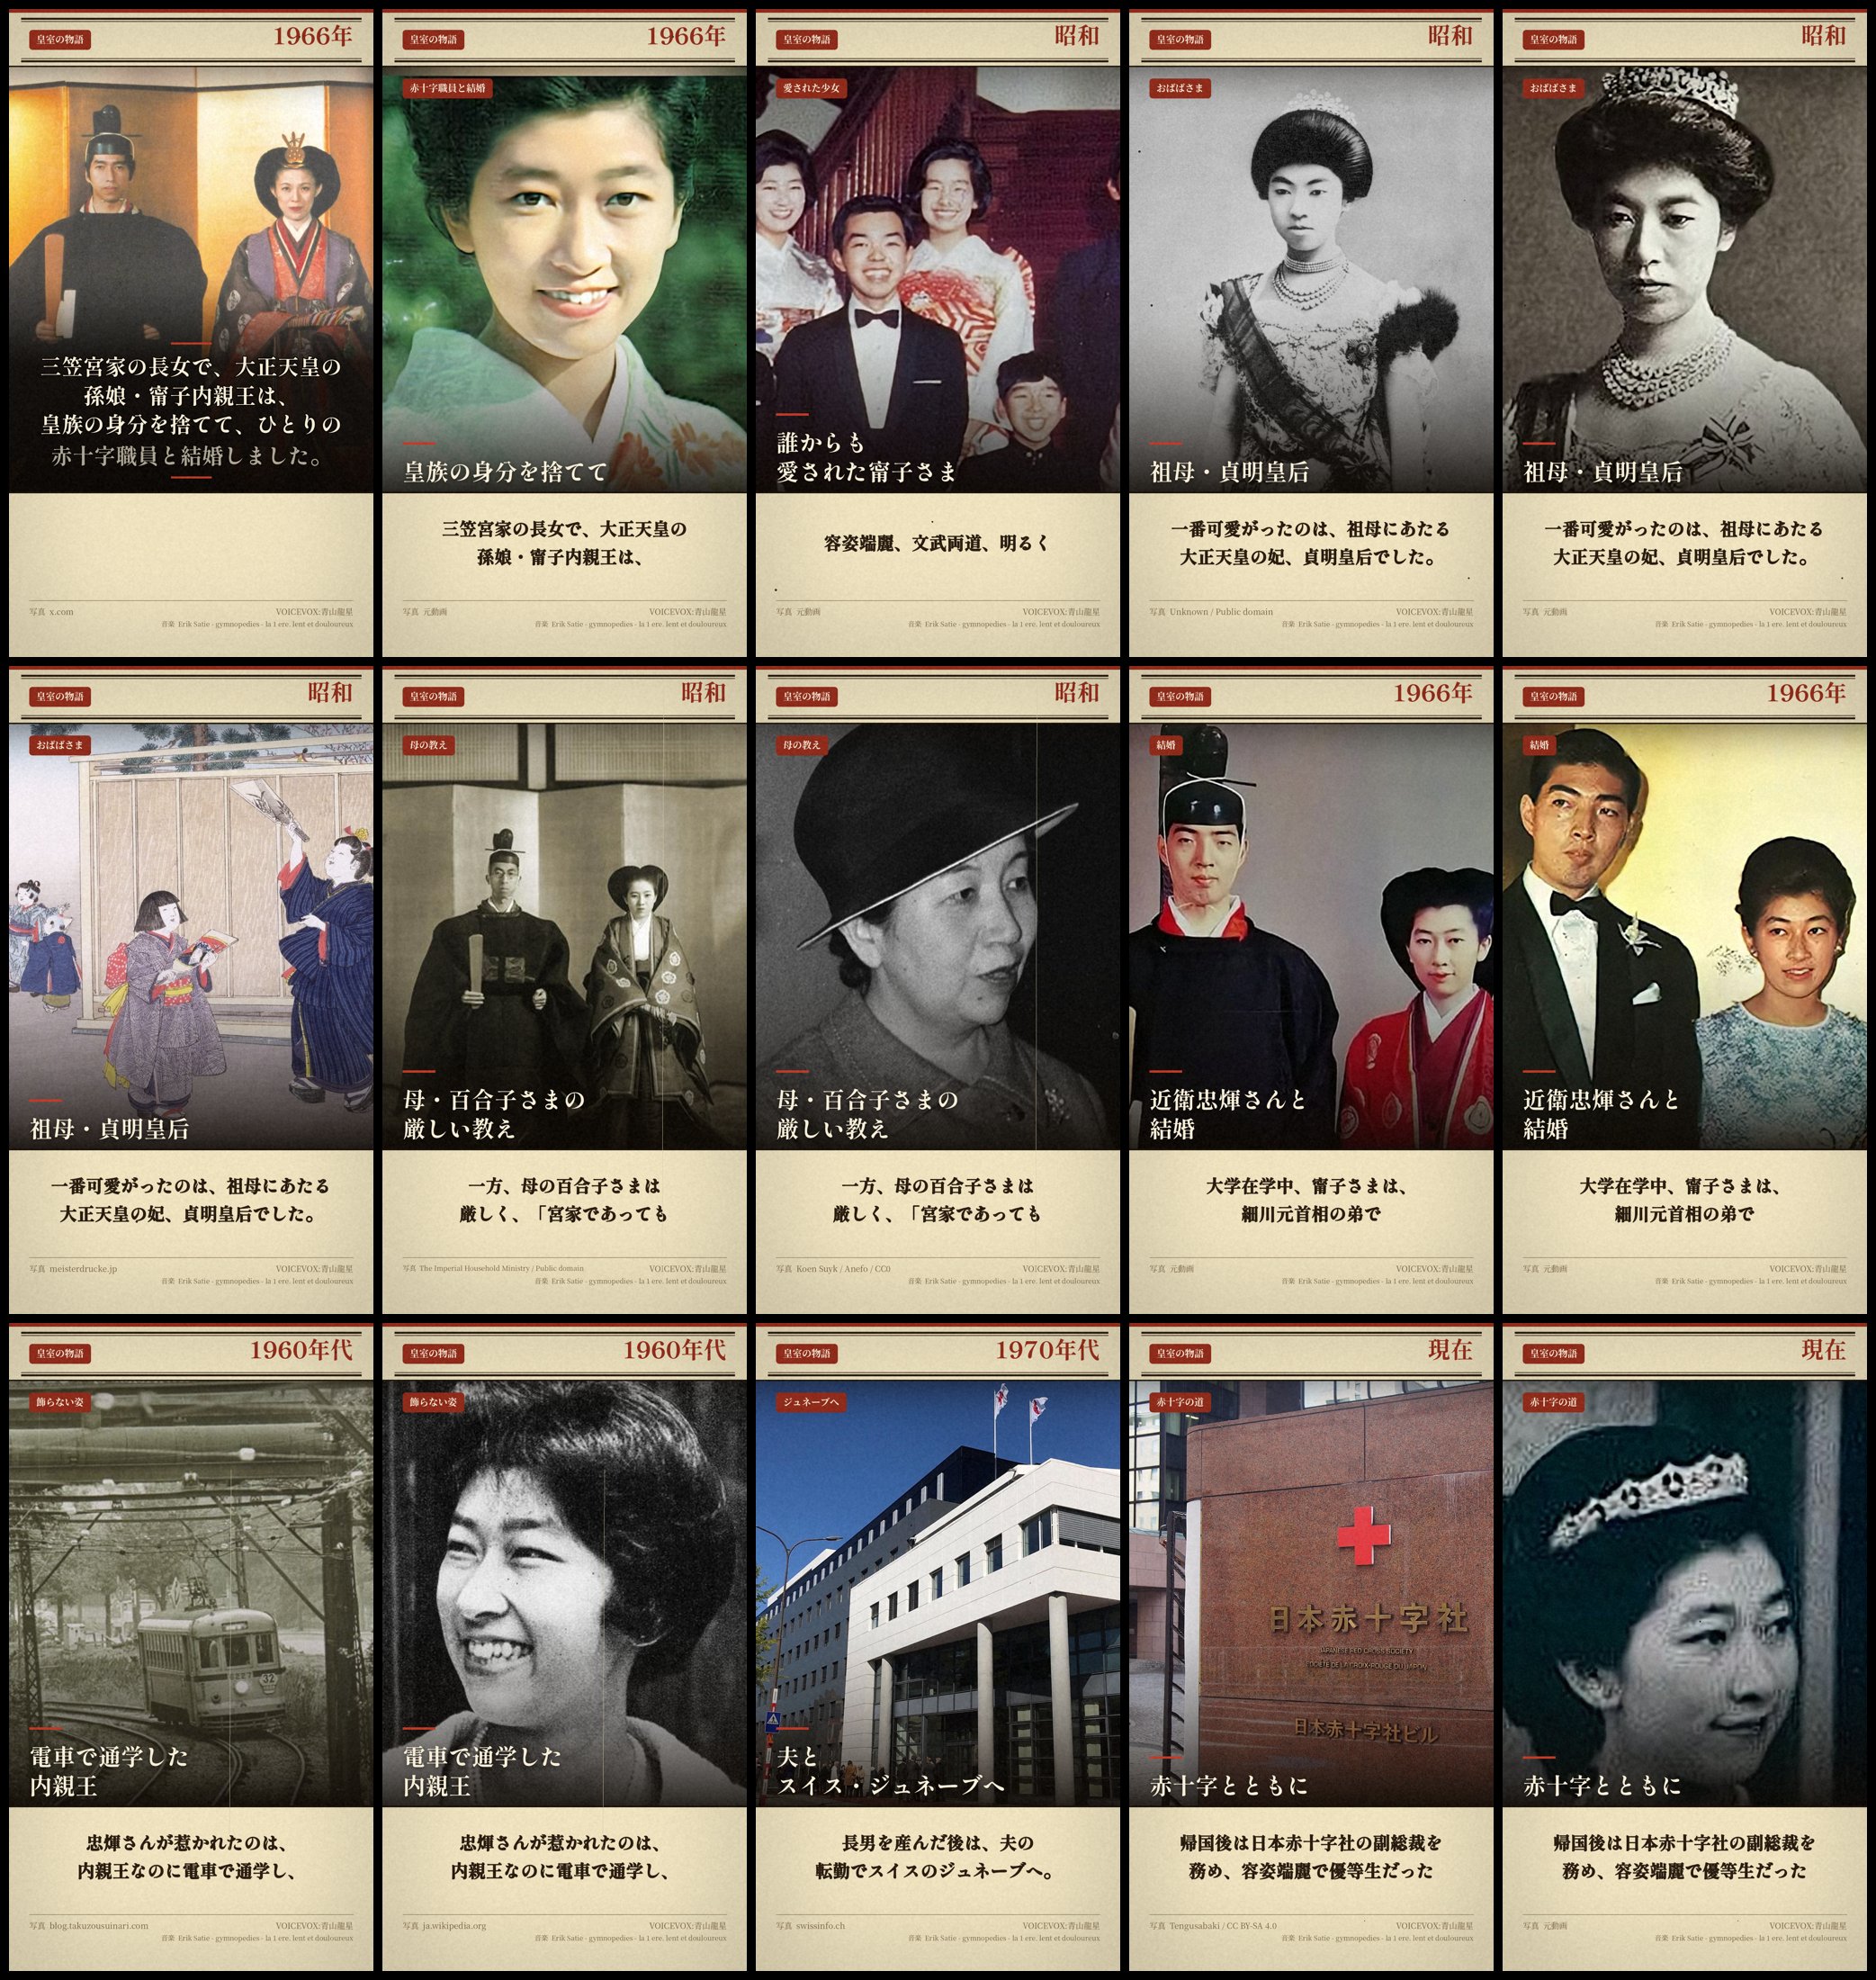 皇室の物語
1966年
三笠宮家の長女で、大正天皇の
孫娘・甯子内親王は、
皇族の身分を捨てて、ひとりの
赤十字職員と結婚しました。
写真 x.com
VOICEVOX:青山龍星
音楽 Erik Satie - gymnopedies - la 1 ere. lent et douloureux
皇室の物語
1966年
赤十字職員と結婚
皇族の身分を捨てて
三笠宮家の長女で、大正天皇の
孫娘・甯子内親王は、
写真 元動画
VOICEVOX:青山龍星
音楽 Erik Satie - gymnopedies - la 1 ere. lent et douloureux
皇室の物語
昭和
愛された少女
誰からも
愛された甯子さま
容姿端麗、文武両道、明るく
写真 元動画
VOICEVOX:青山龍星
音楽 Erik Satie - gymnopedies - la 1 ere. lent et douloureux
皇室の物語
昭和
おばばさま
祖母・貞明皇后
一番可愛がったのは、祖母にあたる
大正天皇の妃、貞明皇后でした。
写真 Unknown / Public domain
VOICEVOX:青山龍星
音楽 Erik Satie - gymnopedies - la 1 ere. lent et douloureux
皇室の物語
昭和
おばばさま
祖母・貞明皇后
一番可愛がったのは、祖母にあたる
大正天皇の妃、貞明皇后でした。
写真 元動画
VOICEVOX:青山龍星
音楽 Erik Satie - gymnopedies - la 1 ere. lent et douloureux
皇室の物語
昭和
おばばさま
祖母・貞明皇后
一番可愛がったのは、祖母にあたる
大正天皇の妃、貞明皇后でした。
写真 meisterdrucke.jp
VOICEVOX:青山龍星
音楽 Erik Satie - gymnopedies - la 1 ere. lent et douloureux
皇室の物語
昭和
母の教え
母・百合子さまの
厳しい教え
一方、母の百合子さまは
厳しく、「宮家であっても
写真 The Imperial Household Ministry / Public domain
VOICEVOX:青山龍星
音楽 Erik Satie - gymnopedies - la 1 ere. lent et douloureux
皇室の物語
昭和
母の教え
母・百合子さまの
厳しい教え
一方、母の百合子さまは
厳しく、「宮家であっても
写真 Koen Suyk / Anefo / CC0
VOICEVOX:青山龍星
音楽 Erik Satie - gymnopedies - la 1 ere. lent et douloureux
皇室の物語
1966年
結婚
近衞忠煇さんと
結婚
大学在学中、甯子さまは、
細川元首相の弟で
写真 元動画
VOICEVOX:青山龍星
音楽 Erik Satie - gymnopedies - la 1 ere. lent et douloureux
皇室の物語
1966年
結婚
近衞忠煇さんと
結婚
大学在学中、甯子さまは、
細川元首相の弟で
写真 元動画
VOICEVOX:青山龍星
音楽 Erik Satie - gymnopedies - la 1 ere. lent et douloureux
皇室の物語
1960年代
飾らない姿
32
電車で通学した
内親王
忠煇さんが惹かれたのは、
内親王なのに電車で通学し、
写真 blog.takuzousuinari.com
VOICEVOX:青山龍星
音楽 Erik Satie - gymnopedies - la 1 ere. lent et douloureux
皇室の物語
1960年代
飾らない姿
電車で通学した
内親王
忠煇さんが惹かれたのは、
内親王なのに電車で通学し、
写真 ja.wikipedia.org
VOICEVOX:青山龍星
音楽 Erik Satie - gymnopedies - la 1 ere. lent et douloureux
皇室の物語
1970年代
ジュネーブへ
夫と
スイス・ジュネーブへ
長男を産んだ後は、夫の
転勤でスイスのジュネーブへ。
写真 swissinfo.ch
VOICEVOX:青山龍星
音楽 Erik Satie - gymnopedies - la 1 ere. lent et douloureux
皇室の物語
現在
赤十字の道
日本赤十字社
JAPANESE RED CROSS SOCIETY
SOCIÉTÉ DE LA CROIX-ROUGE DU JAPON
日本赤十字社ビル
赤十字とともに
帰国後は日本赤十字社の副総裁を
務め、容姿端麗で優等生だった
写真 Tengusabaki / CC BY-SA 4.0
VOICEVOX:青山龍星
音楽 Erik Satie - gymnopedies - la 1 ere. lent et douloureux
皇室の物語
現在
赤十字の道
赤十字とともに
帰国後は日本赤十字社の副総裁を
務め、容姿端麗で優等生だった
写真 元動画
VOICEVOX:青山龍星
音楽 Erik Satie - gymnopedies - la 1 ere. lent et douloureux